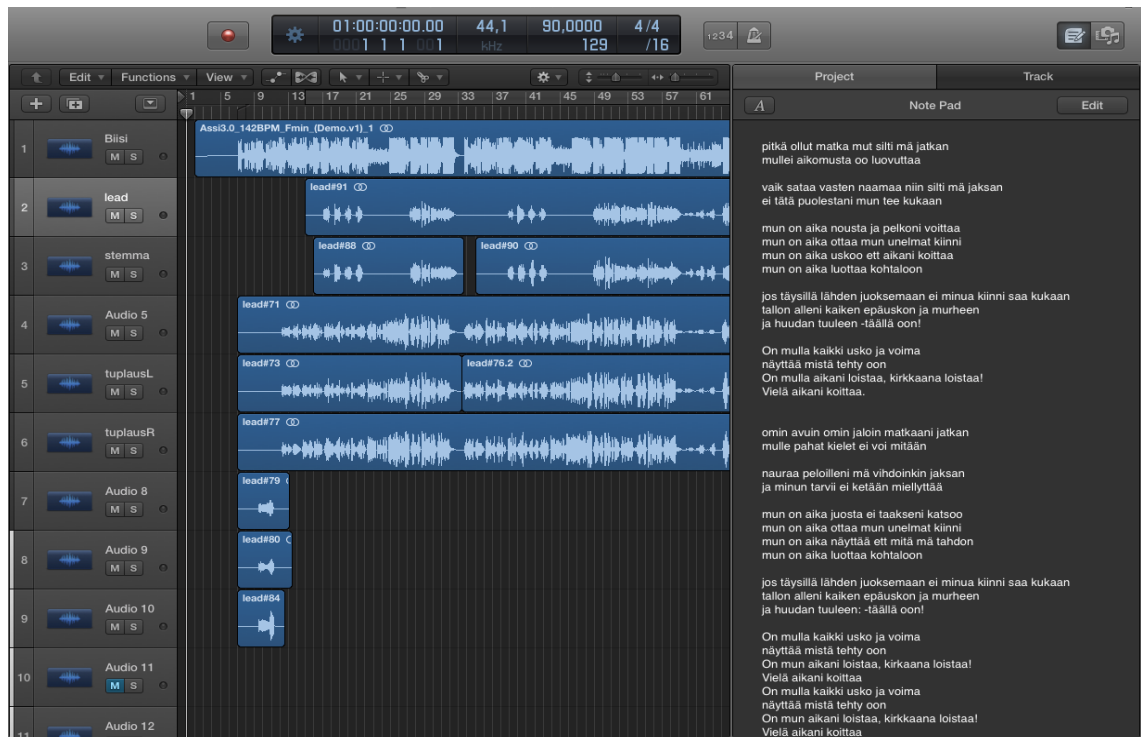 01:00:00:00.00 44,1 90,0000 4/4
0001 1 1 001 kHz 129 /16
1234
Edit Functions View
Project Track
1 5 9 13 17 21 25 29 33 37 41 45 49 53 57 61
A Note Pad Edit
1 Biisi
M S
Assi3.0_142BPM_Fmin_(Demo.v1)_1
2 lead
M S
lead#91
3 stemma
M S
lead#88 lead#90
4 Audio 5
M S
lead#71
5 tuplausL
M S
lead#73 lead#76.2
6 tuplausR
M S
lead#77
7 Audio 8
M S
lead#79
8 Audio 9
M S
lead#80
9 Audio 10
M S
lead#84
10 Audio 11
M S
11 Audio 12
pitkä ollut matka mut silti mä jatkan
mullei aikomusta oo luovuttaa
vaik sataa vasten naamaa niin silti mä jaksan
ei tätä puolestani mun tee kukaan
mun on aika nousta ja pelkoni voittaa
mun on aika ottaa mun unelmat kiinni
mun on aika uskoo ett aikani koittaa
mun on aika luottaa kohtaloon
jos täysillä lähden juoksemaan ei minua kiinni saa kukaan
tallon alleni kaiken epäuskon ja murheen
ja huudan tuuleen -täällä oon!
On mulla kaikki usko ja voima
näyttää mistä tehty oon
On mulla aikani loistaa, kirkkaana loistaa!
Vielä aikani koittaa.
omin avuin omin jaloin matkaani jatkan
mulle pahat kielet ei voi mitään
nauraa peloilleni mä vihdoinkin jaksan
ja minun tarvii ei ketään miellyttää
mun on aika juosta ei taakseni katsoo
mun on aika ottaa mun unelmat kiinni
mun on aika näyttää ett mitä mä tahdon
mun on aika luottaa kohtaloon
jos täysillä lähden juoksemaan ei minua kiinni saa kukaan
tallon alleni kaiken epäuskon ja murheen
ja huudan tuuleen: -täällä oon!
On mulla kaikki usko ja voima
näyttää mistä tehty oon
On mun aikani loistaa, kirkaana loistaa!
Vielä aikani koittaa
On mulla kaikki usko ja voima
näyttää mistä tehty oon
On mun aikani loistaa, kirkkaana loistaa!
Vielä aikani koittaa